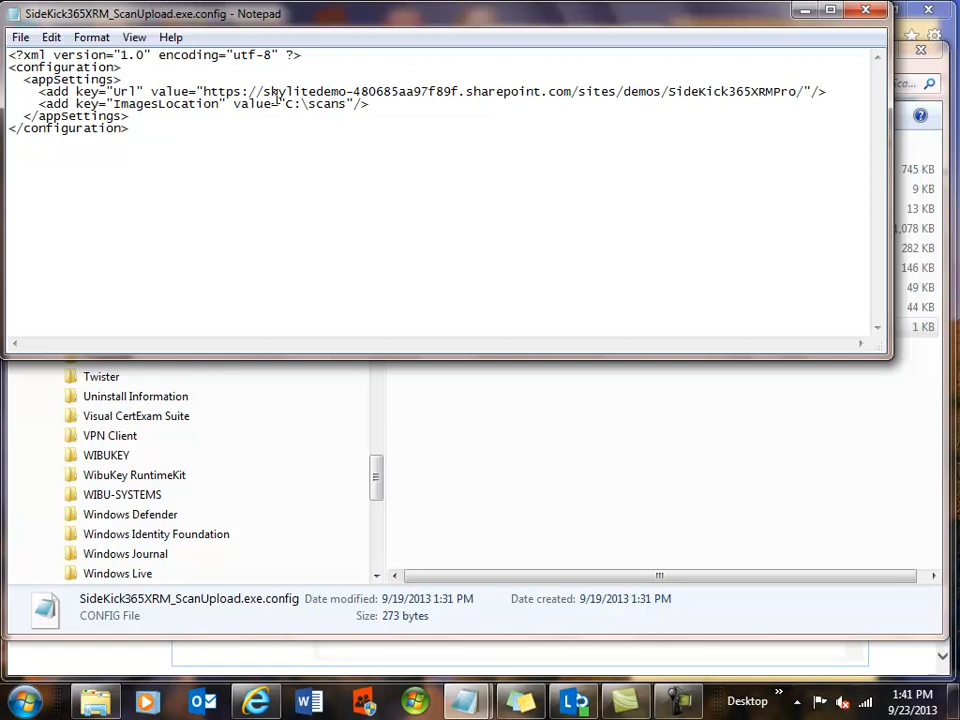 SideKick365XRM_ScanUpload.exe.config - Notepad
File Edit Format View Help
<?xml version="1.0" encoding="utf-8" ?>
<configuration>
<appSettings>
<add key="Url" value="https://skylitedemo-480685aa97f89f.sharepoint.com/sites/demos/SideKick365XRMPro/"/>
<add key="ImagesLocation" value="C:\scans"/>
</appSettings>
</configuration>
Sca...
745 KB
9 KB
13 KB
1,078 KB
282 KB
146 KB
49 KB
44 KB
1 KB
Twister
Uninstall Information
Visual CertExam Suite
VPN Client
WIBUKEY
WibuKey RuntimeKit
WIBU-SYSTEMS
Windows Defender
Windows Identity Foundation
Windows Journal
Windows Live
SideKick365XRM_ScanUpload.exe.config Date modified: 9/19/2013 1:31 PM Date created: 9/19/2013 1:31 PM
CONFIG File Size: 273 bytes
Desktop
1:41 PM
9/23/2013